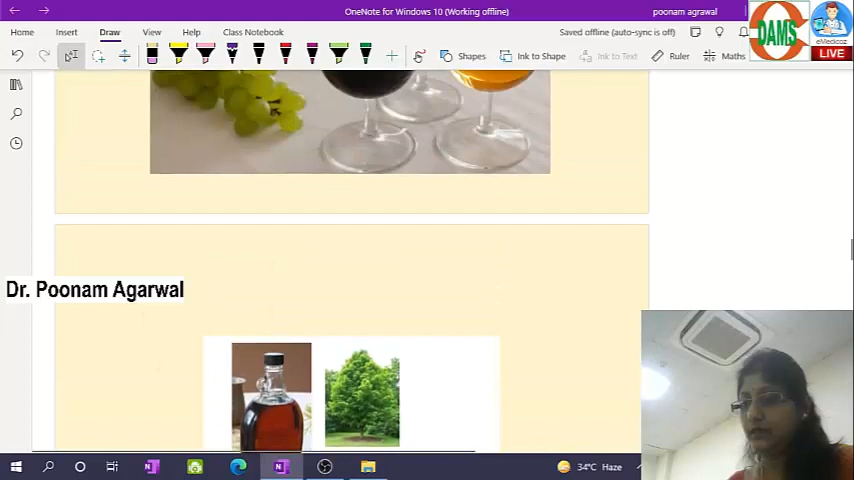 OneNote for Windows 10 (Working offline)
poonam agrawal
Home Insert Draw View Help Class Notebook
Saved offline (auto-sync is off)
Shapes Ink to Shape Ink to Text Ruler Maths
DAMS
eMedicoz
LIVE
Dr. Poonam Agarwal
34°C Haze